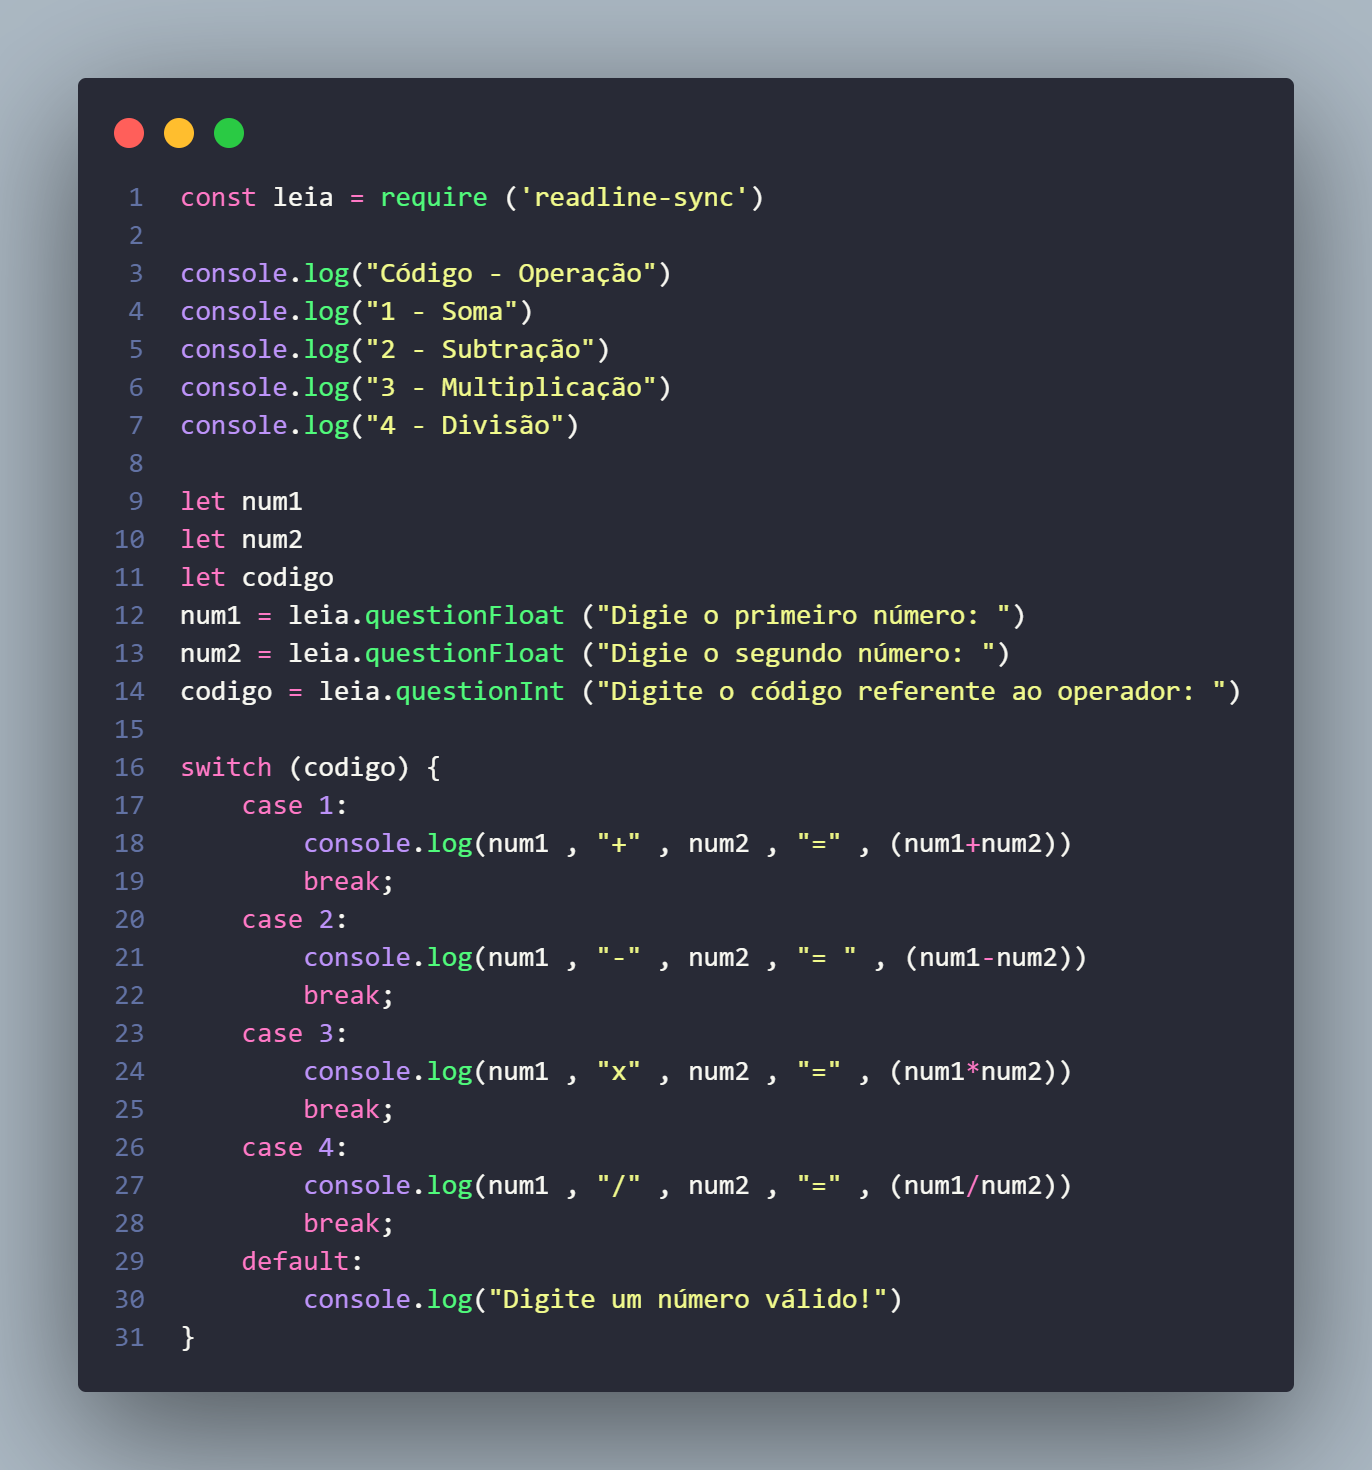 1 const leia = require ('readline-sync')
2
3 console.log("Código - Operação")
4 console.log("1 - Soma")
5 console.log("2 - Subtração")
6 console.log("3 - Multiplicação")
7 console.log("4 - Divisão")
8
9 let num1
10 let num2
11 let codigo
12 num1 = leia.questionFloat ("Digie o primeiro número: ")
13 num2 = leia.questionFloat ("Digie o segundo número: ")
14 codigo = leia.questionInt ("Digite o código referente ao operador: ")
15
16 switch (codigo) {
17     case 1:
18         console.log(num1 , "+" , num2 , "=" , (num1+num2))
19         break;
20     case 2:
21         console.log(num1 , "-" , num2 , "= " , (num1-num2))
22         break;
23     case 3:
24         console.log(num1 , "x" , num2 , "=" , (num1*num2))
25         break;
26     case 4:
27         console.log(num1 , "/" , num2 , "=" , (num1/num2))
28         break;
29     default:
30         console.log("Digite um número válido!")
31 }